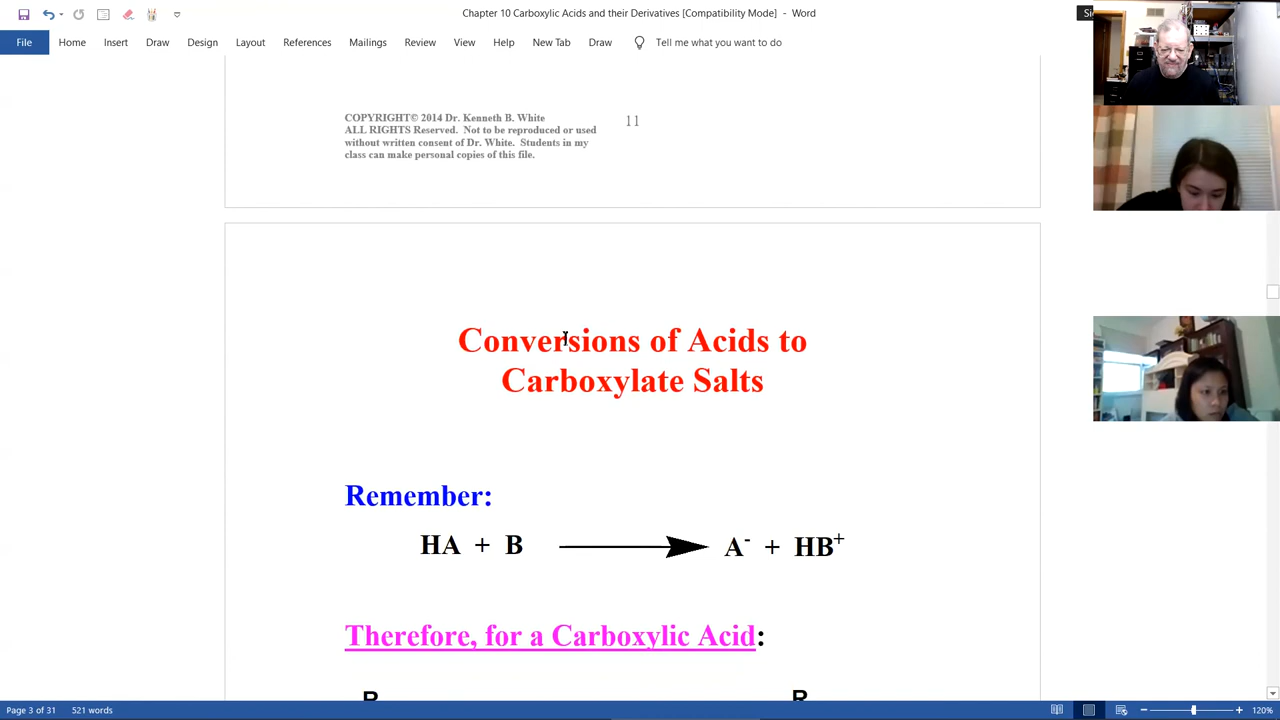 Chapter 10 Carboxylic Acids and their Derivatives [Compatibility Mode] - Word
File Home Insert Draw Design Layout References Mailings Review View Help New Tab Draw Tell me what you want to do
COPYRIGHT© 2014 Dr. Kenneth B. White
ALL RIGHTS Reserved. Not to be reproduced or used
without written consent of Dr. White. Students in my
class can make personal copies of this file.
11
Conversions of Acids to
Carboxylate Salts
Remember:
HA + B A⁻ + HB⁺
Therefore, for a Carboxylic Acid:
R R
Page 3 of 31 521 words 120%